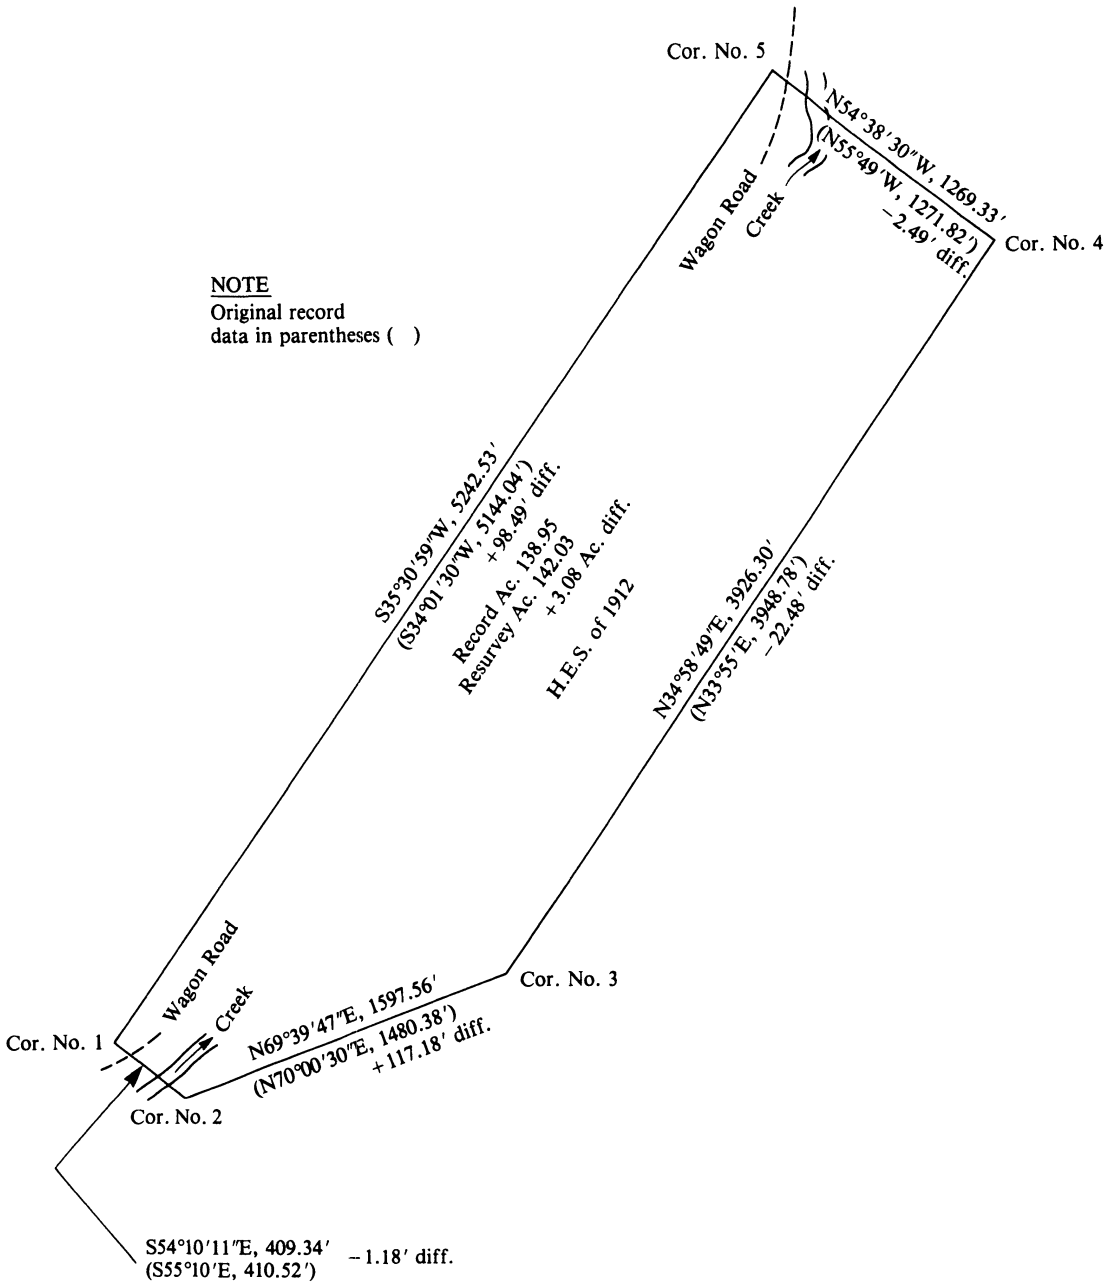 Cor. No. 5
N54°38'30"W, 1269.33'
(N55°49'W, 1271.82')
−2.49' diff.
Wagon Road
Creek
Cor. No. 4
NOTE
Original record
data in parentheses ( )
S35°30'59"W, 5242.53'
(S34°01'30"W, 5144.04')
+98.49' diff.
Record Ac. 138.95
Resurvey Ac. 142.03
+3.08 Ac. diff.
H.E.S. of 1912
N34°58'49"E, 3926.30'
(N33°55'E, 3948.78')
−22.48' diff.
Wagon Road
Creek
Cor. No. 3
Cor. No. 1
N69°39'47"E, 1597.56'
(N70°00'30"E, 1480.38')
+117.18' diff.
Cor. No. 2
S54°10'11"E, 409.34' −1.18' diff.
(S55°10'E, 410.52')